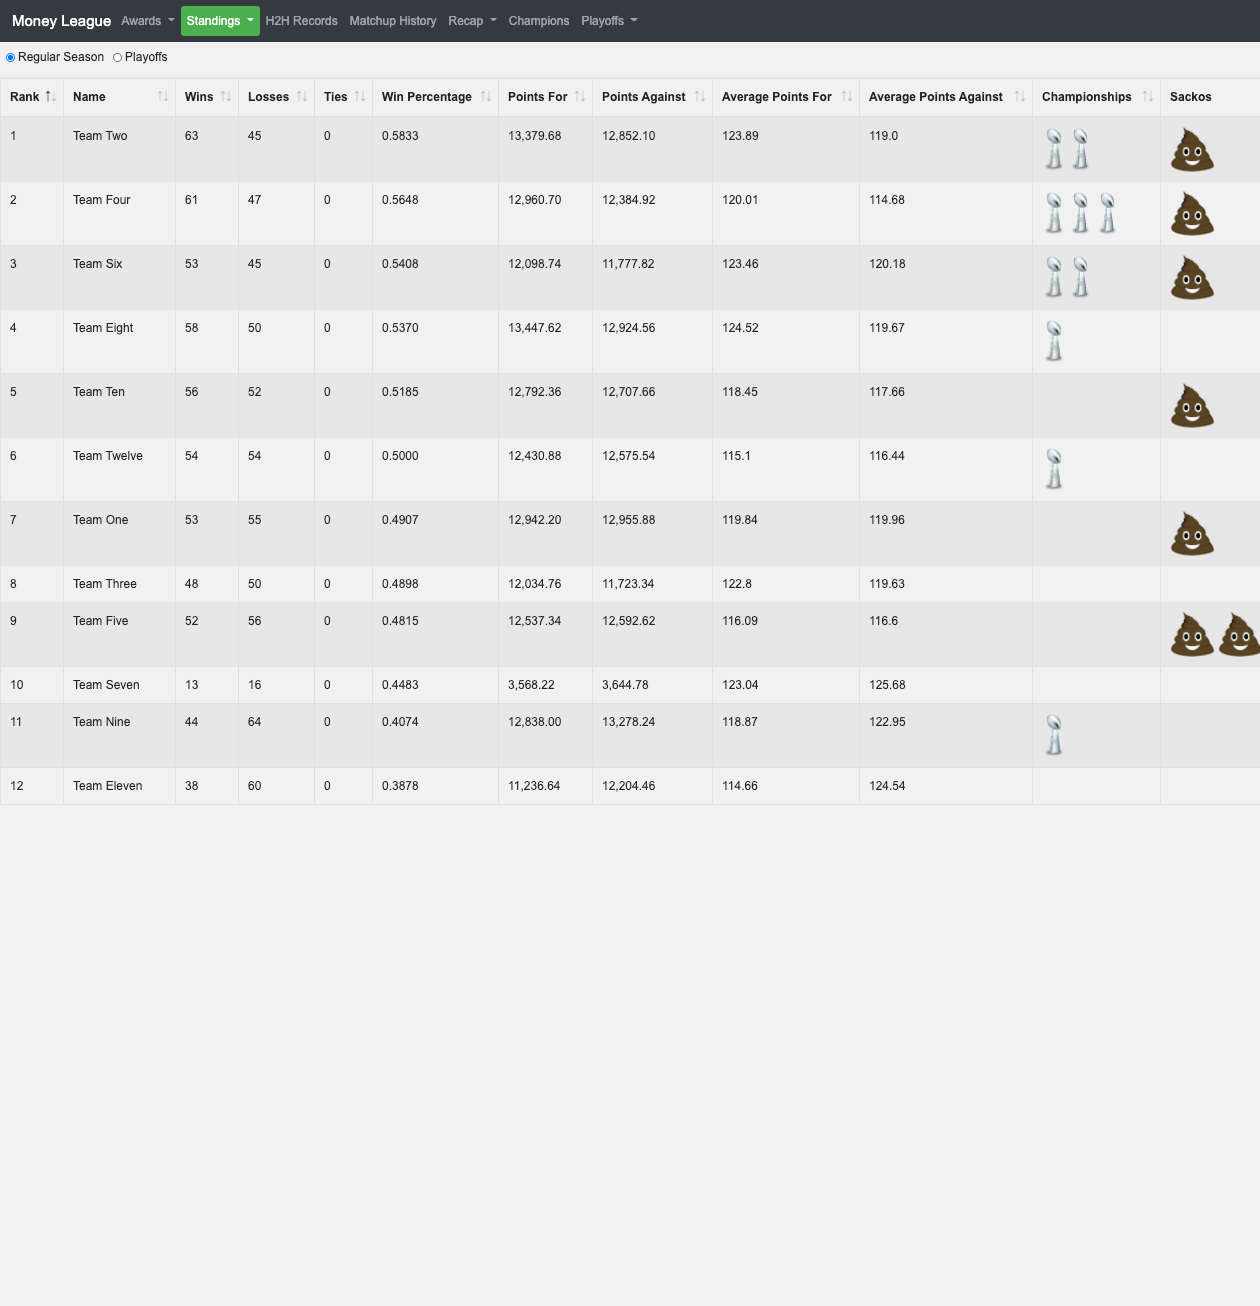 Money League Awards Standings H2H Records Matchup History Recap Champions Playoffs
Regular Season Playoffs
Rank Name Wins Losses Ties Win Percentage Points For Points Against Average Points For Average Points Against Championships Sackos
1 Team Two 63 45 0 0.5833 13,379.68 12,852.10 123.89 119.0
2 Team Four 61 47 0 0.5648 12,960.70 12,384.92 120.01 114.68
3 Team Six 53 45 0 0.5408 12,098.74 11,777.82 123.46 120.18
4 Team Eight 58 50 0 0.5370 13,447.62 12,924.56 124.52 119.67
5 Team Ten 56 52 0 0.5185 12,792.36 12,707.66 118.45 117.66
6 Team Twelve 54 54 0 0.5000 12,430.88 12,575.54 115.1 116.44
7 Team One 53 55 0 0.4907 12,942.20 12,955.88 119.84 119.96
8 Team Three 48 50 0 0.4898 12,034.76 11,723.34 122.8 119.63
9 Team Five 52 56 0 0.4815 12,537.34 12,592.62 116.09 116.6
10 Team Seven 13 16 0 0.4483 3,568.22 3,644.78 123.04 125.68
11 Team Nine 44 64 0 0.4074 12,838.00 13,278.24 118.87 122.95
12 Team Eleven 38 60 0 0.3878 11,236.64 12,204.46 114.66 124.54